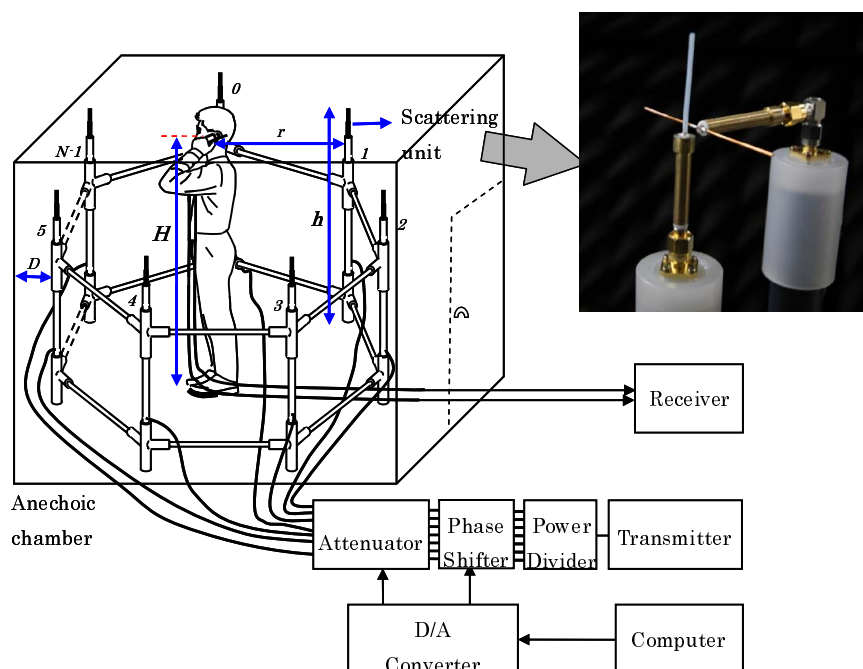 0
N-1
r
1
Scattering
unit
5
H
h
2
D
4
3
Receiver
Anechoic
chamber
Attenuator
Phase
Shifter
Power
Divider
Transmitter
D/A
Converter
Computer